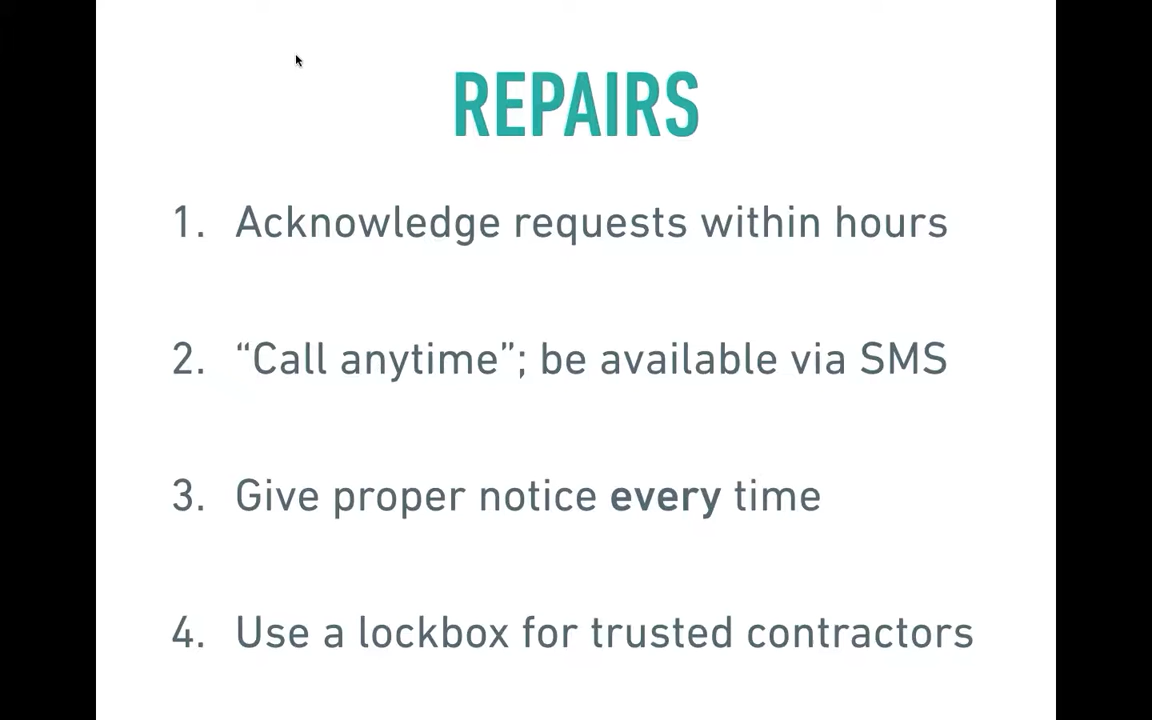 REPAIRS
1. Acknowledge requests within hours
2. “Call anytime”; be available via SMS
3. Give proper notice every time
4. Use a lockbox for trusted contractors